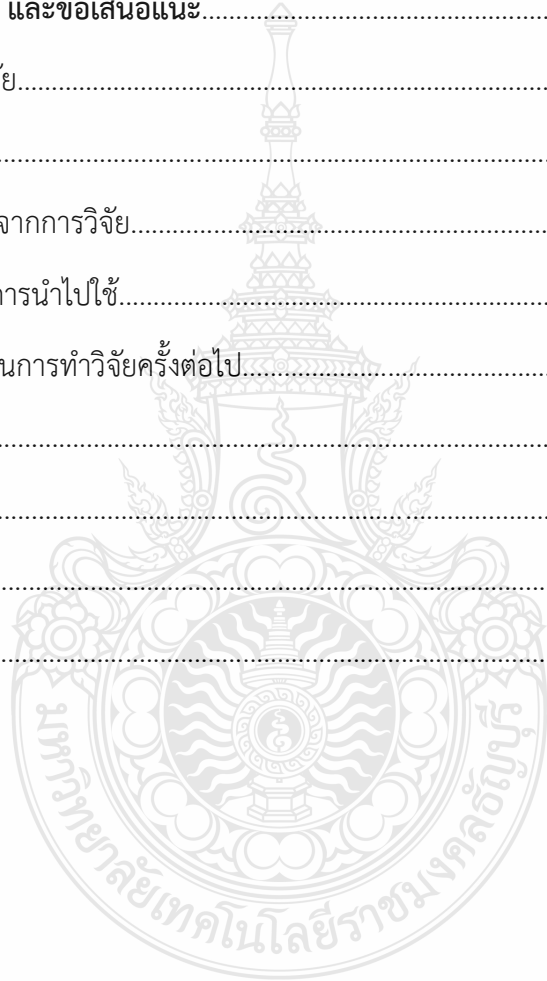 และข้อเสนอแนะ................................................................
ัย................................................................................
................................................................................
จากการวิจัย................................................................
การนำไปใช้................................................................
นการทำวิจัยครั้งต่อไป................................................
................................................................................
................................................................................
................................................................................
................................................................................
มหาวิทยาลัยเทคโนโลยีราชมงคลธัญบุรี